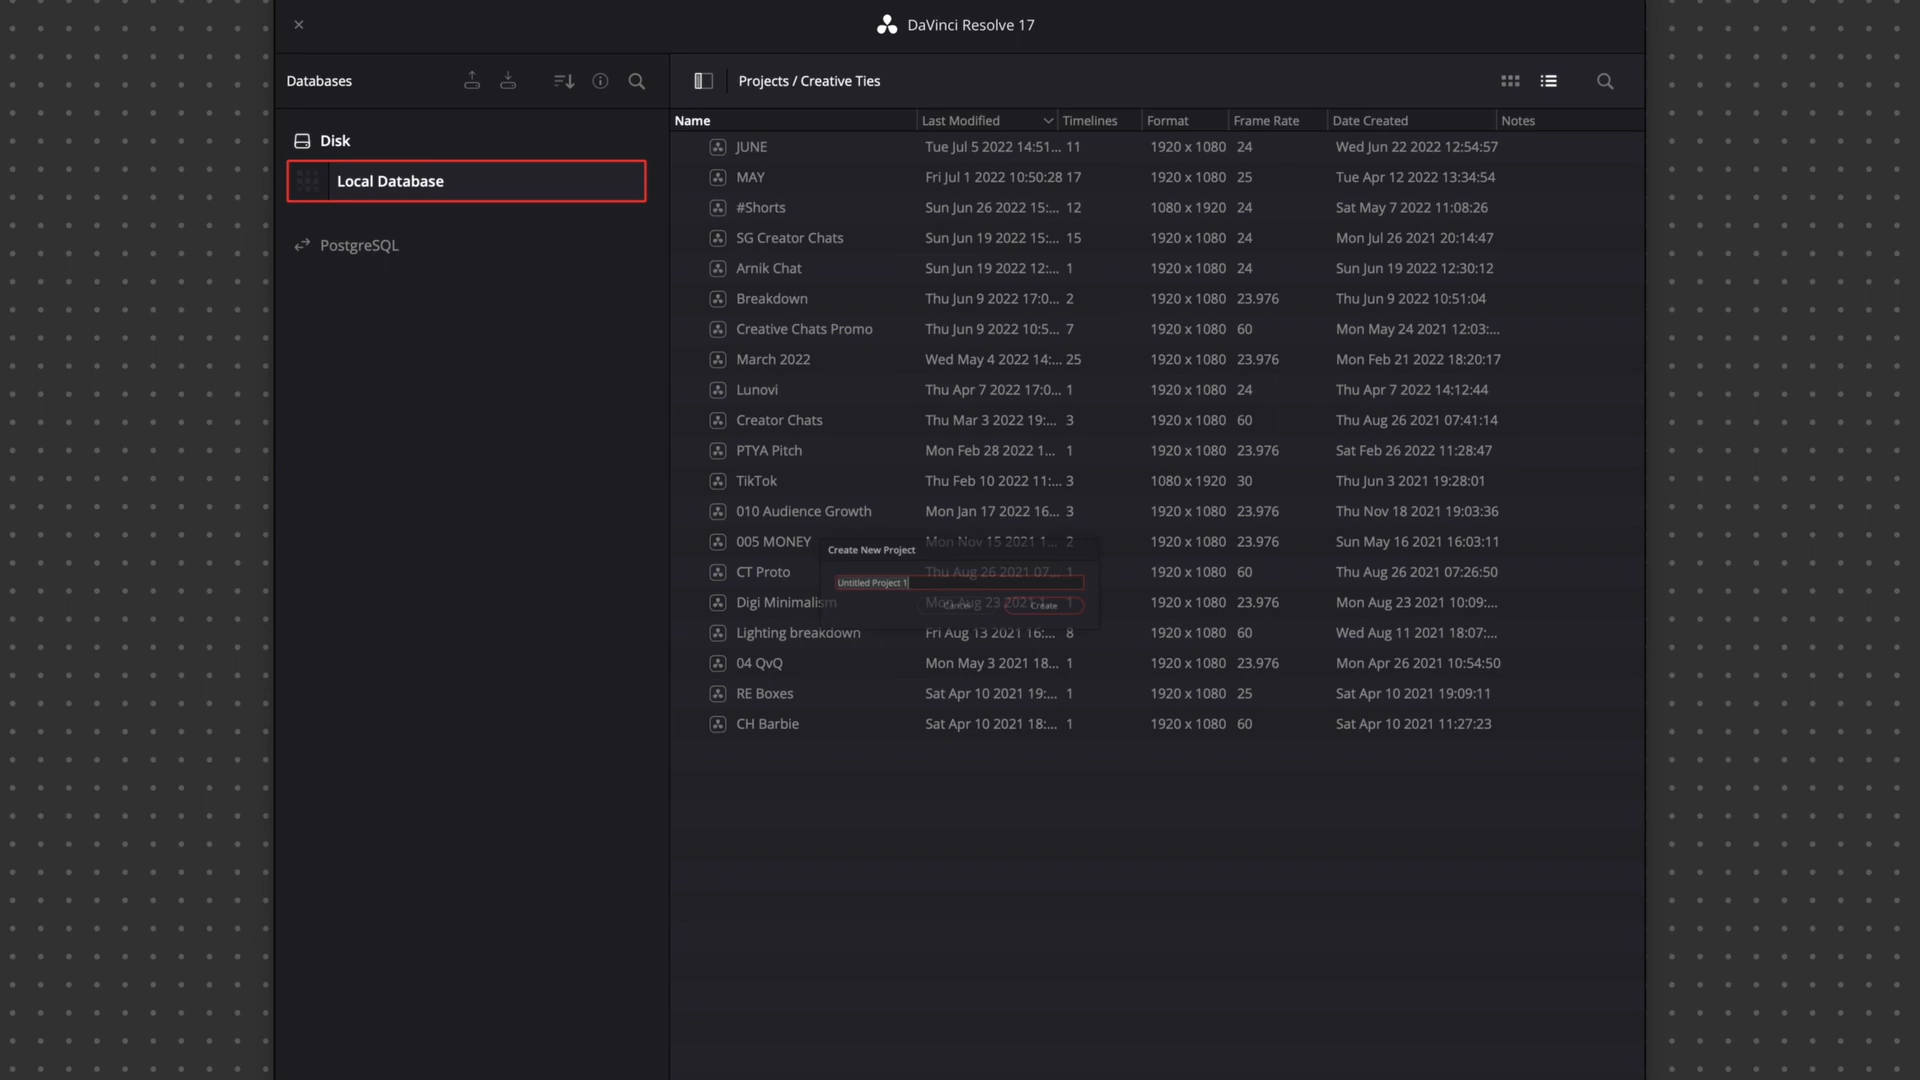 DaVinci Resolve 17
Databases
Projects / Creative Ties
Name Last Modified Timelines Format Frame Rate Date Created Notes
Disk
Local Database
PostgreSQL
JUNE Tue Jul 5 2022 14:51... 11 1920 x 1080 24 Wed Jun 22 2022 12:54:57
MAY Fri Jul 1 2022 10:50:28 17 1920 x 1080 25 Tue Apr 12 2022 13:34:54
#Shorts Sun Jun 26 2022 15:... 12 1080 x 1920 24 Sat May 7 2022 11:08:26
SG Creator Chats Sun Jun 19 2022 15:... 15 1920 x 1080 24 Mon Jul 26 2021 20:14:47
Arnik Chat Sun Jun 19 2022 12:... 1 1920 x 1080 24 Sun Jun 19 2022 12:30:12
Breakdown Thu Jun 9 2022 17:0... 2 1920 x 1080 23.976 Thu Jun 9 2022 10:51:04
Creative Chats Promo Thu Jun 9 2022 10:5... 7 1920 x 1080 60 Mon May 24 2021 12:03:...
March 2022 Wed May 4 2022 14:... 25 1920 x 1080 23.976 Mon Feb 21 2022 18:20:17
Lunovi Thu Apr 7 2022 17:0... 1 1920 x 1080 24 Thu Apr 7 2022 14:12:44
Creator Chats Thu Mar 3 2022 19:... 3 1920 x 1080 60 Thu Aug 26 2021 07:41:14
PTYA Pitch Mon Feb 28 2022 1... 1 1920 x 1080 23.976 Sat Feb 26 2022 11:28:47
TikTok Thu Feb 10 2022 11:... 3 1080 x 1920 30 Thu Jun 3 2021 19:28:01
010 Audience Growth Mon Jan 17 2022 16... 3 1920 x 1080 23.976 Thu Nov 18 2021 19:03:36
005 MONEY Mon Nov 15 2021 1... 2 1920 x 1080 23.976 Sun May 16 2021 16:03:11
CT Proto Thu Aug 26 2021 07... 1 1920 x 1080 60 Thu Aug 26 2021 07:26:50
Digi Minimalism Mon Aug 23 2021 1... 1 1920 x 1080 23.976 Mon Aug 23 2021 10:09:...
Lighting breakdown Fri Aug 13 2021 16:... 8 1920 x 1080 60 Wed Aug 11 2021 18:07:...
04 QvQ Mon May 3 2021 18... 1 1920 x 1080 23.976 Mon Apr 26 2021 10:54:50
RE Boxes Sat Apr 10 2021 19:... 1 1920 x 1080 25 Sat Apr 10 2021 19:09:11
CH Barbie Sat Apr 10 2021 18:... 1 1920 x 1080 60 Sat Apr 10 2021 11:27:23
Create New Project
Untitled Project 1
Cancel Create